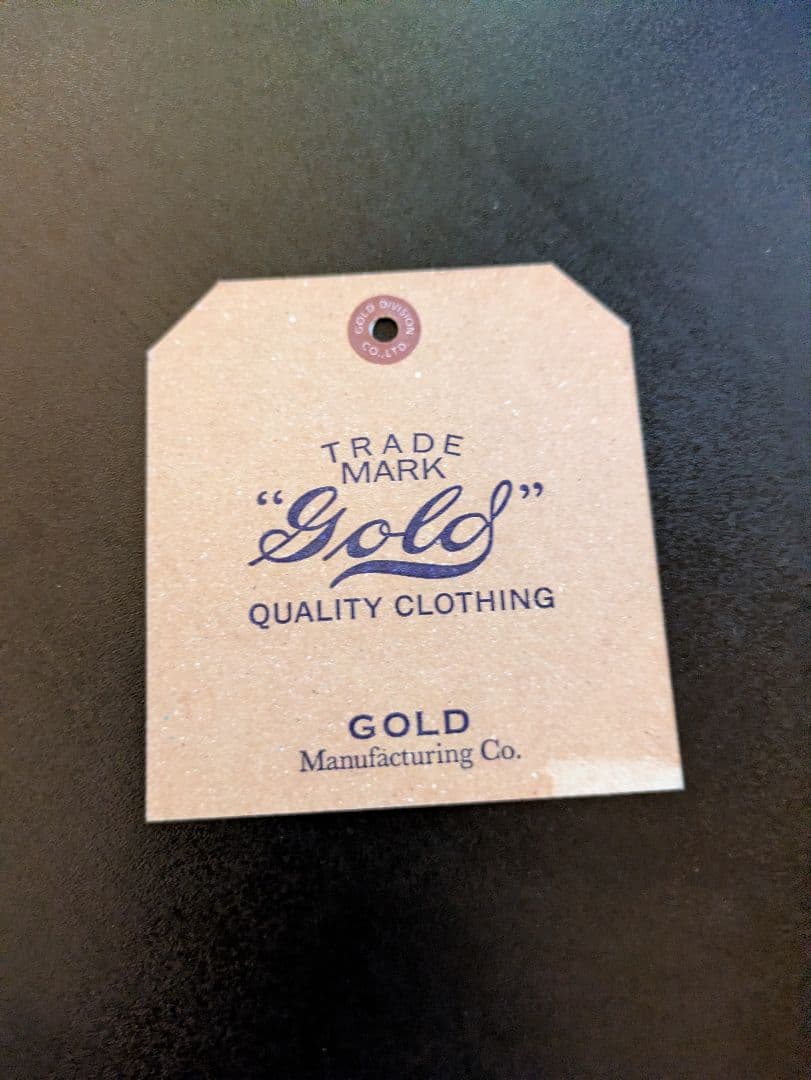 GOLD DIVISION
CO.,LTD.
TRADE
MARK
“Gold”
QUALITY CLOTHING
GOLD
Manufacturing Co.